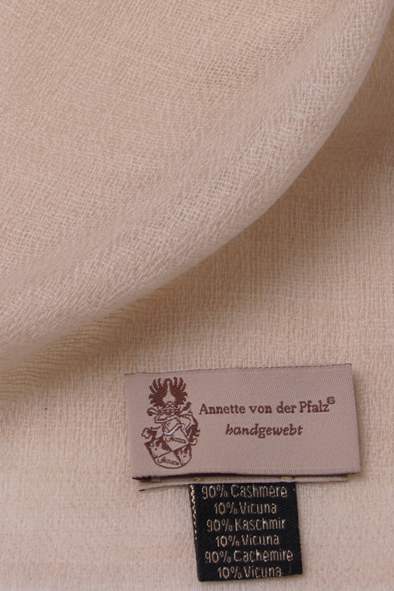 Annette von der Pfalz®
handgewebt
90% Cashmere
10% Vicuna
90% Kaschmir
10% Vicuna
90% Cachemire
10% Vicuna